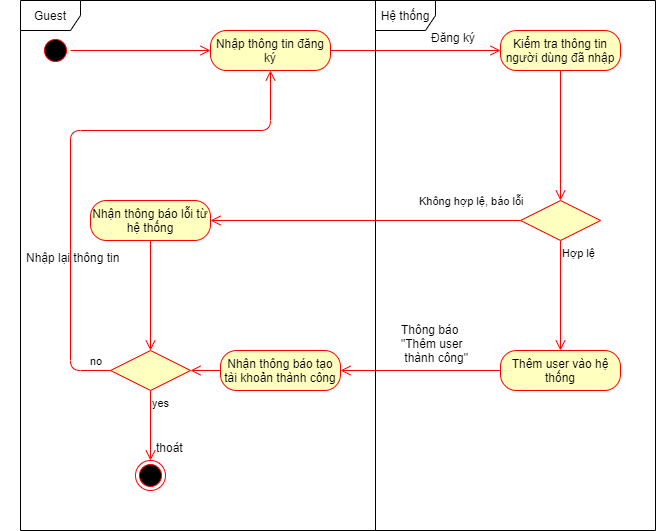 Guest
Hệ thống
Nhập thông tin đăng
ký
Đăng ký
Kiểm tra thông tin
người dùng đã nhập
Nhận thông báo lỗi từ
hệ thống
Không hợp lệ, báo lỗi
Hợp lệ
Nhập lại thông tin
Thông báo
"Thêm user
thành công"
no
Nhận thông báo tạo
tài khoản thành công
Thêm user vào hệ
thống
yes
thoát